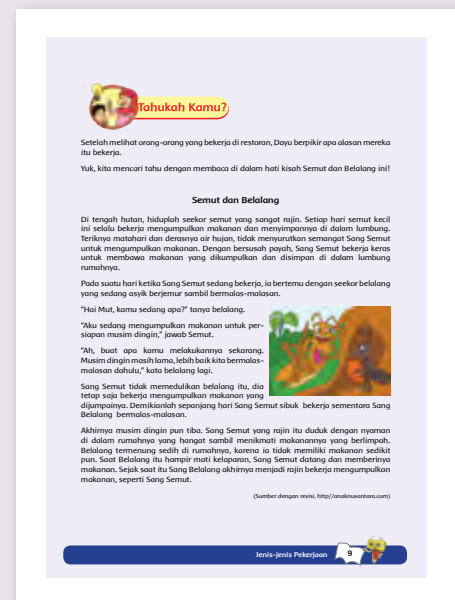 Tahukah Kamu?
Setelah melihat orang-orang yang bekerja di restoran, Dayu berpikir apa alasan mereka
itu bekerja.
Yuk, kita mencari tahu dengan membaca di dalam hati kisah Semut dan Belalang ini!
Semut dan Belalang
Di tengah hutan, hiduplah seekor semut yang sangat rajin. Setiap hari semut kecil
ini selalu bekerja mengumpulkan makanan dan menyimpannya di dalam lumbung.
Teriknya matahari dan derasnya air hujan, tidak menyurutkan semangat Sang Semut
untuk mengumpulkan makanan. Dengan bersusah payah, Sang Semut bekerja keras
untuk membawa makanan yang dikumpulkan dan disimpan di dalam lumbung
rumahnya.
Pada suatu hari ketika Sang Semut sedang bekerja, ia bertemu dengan seekor belalang
yang sedang asyik berjemur sambil bermalas-malasan.
"Hai Mut, kamu sedang apa?" tanya belalang.
"Aku sedang mengumpulkan makanan untuk per-
siapan musim dingin," jawab Semut.
"Ah, buat apa kamu melakukannya sekarang.
Musim dingin masih lama, lebih baik kita bermalas-
malasan dahulu," kata belalang lagi.
Sang Semut tidak memedulikan belalang itu, dia
tetap saja bekerja mengumpulkan makanan yang
dijumpainya. Demikianlah sepanjang hari Sang Semut sibuk bekerja sementara Sang
Belalang bermalas-malasan.
Akhirnya musim dingin pun tiba. Sang Semut yang rajin itu duduk dengan nyaman
di dalam rumahnya yang hangat sambil menikmati makanannya yang berlimpah.
Belalang termenung sedih di rumahnya, karena ia tidak memiliki makanan sedikit
pun. Saat Belalang itu hampir mati kelaparan, Sang Semut datang dan memberinya
makanan. Sejak saat itu Sang Belalang akhirnya menjadi rajin bekerja mengumpulkan
makanan, seperti Sang Semut.
(Sumber dengan revisi, http//anaknusantara.com)
Jenis-jenis Pekerjaan
9